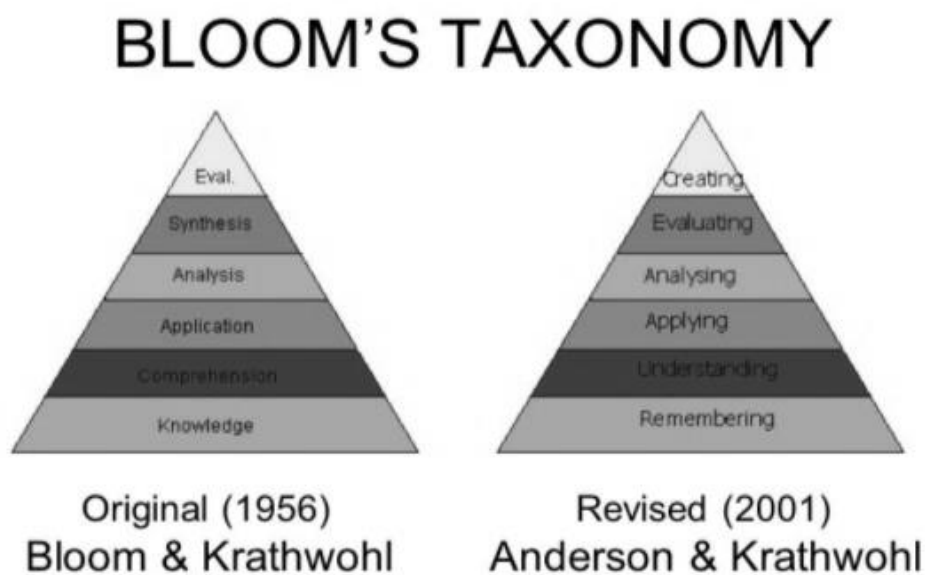 BLOOM'S TAXONOMY
Eval.
Synthesis
Analysis
Application
Comprehension
Knowledge
Original (1956)
Bloom & Krathwohl
Creating
Evaluating
Analysing
Applying
Understanding
Remembering
Revised (2001)
Anderson & Krathwohl